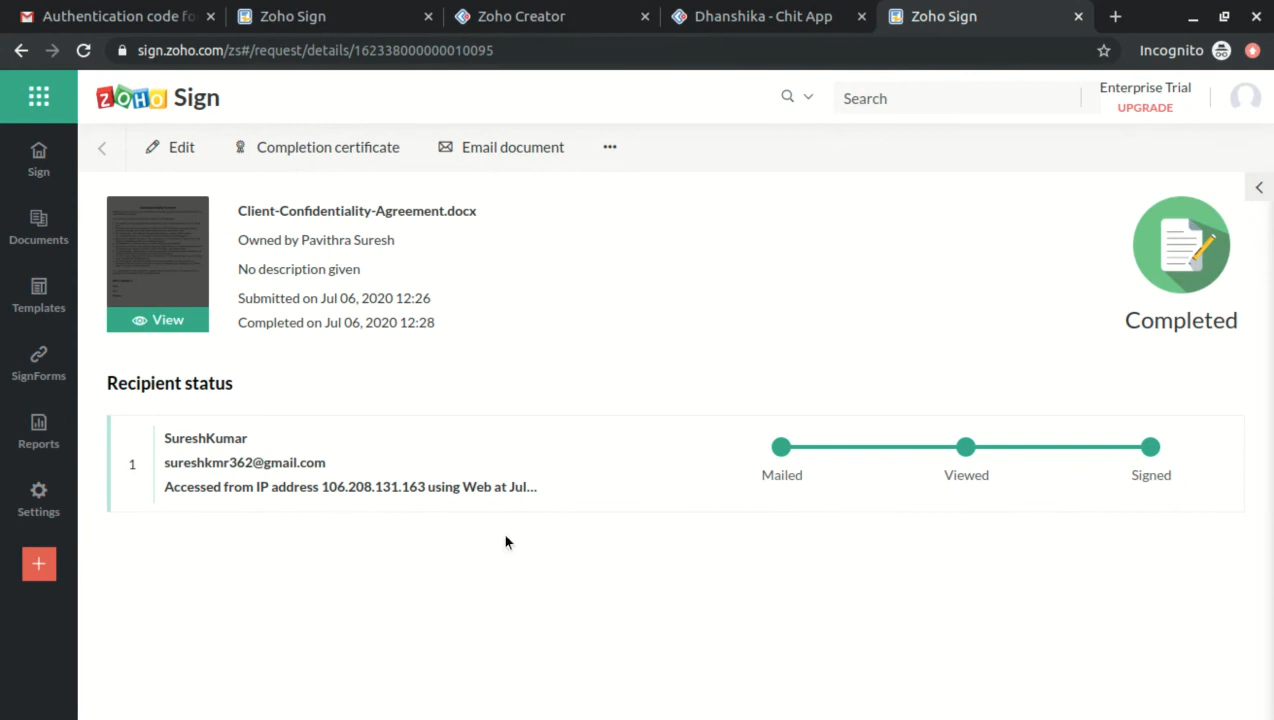 Authentication code fo
Zoho Sign
Zoho Creator
Dhanshika - Chit App
Zoho Sign
sign.zoho.com/zs#/request/details/162338000000010095
Incognito
ZOHO Sign
Search
Enterprise Trial
UPGRADE
Edit
Completion certificate
Email document
Sign
Documents
Templates
SignForms
Reports
Settings
View
Client-Confidentiality-Agreement.docx
Owned by Pavithra Suresh
No description given
Submitted on Jul 06, 2020 12:26
Completed on Jul 06, 2020 12:28
Completed
Recipient status
1
SureshKumar
sureshkmr362@gmail.com
Accessed from IP address 106.208.131.163 using Web at Jul...
Mailed
Viewed
Signed